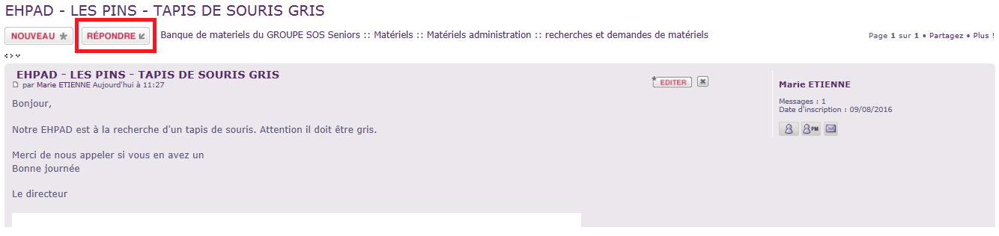 EHPAD - LES PINS - TAPIS DE SOURIS GRIS
NOUVEAU * RÉPONDRE Banque de materiels du GROUPE SOS Seniors :: Matériels :: Matériels administration :: recherches et demandes de matériels Page 1 sur 1 • Partagez • Plus !
EHPAD - LES PINS - TAPIS DE SOURIS GRIS
par Marie ETIENNE Aujourd'hui à 11:27
* EDITER
Bonjour,
Notre EHPAD est à la recherche d'un tapis de souris. Attention il doit être gris.
Merci de nous appeler si vous en avez un
Bonne journée
Le directeur
Marie ETIENNE
Messages : 1
Date d'inscription : 09/08/2016
PM